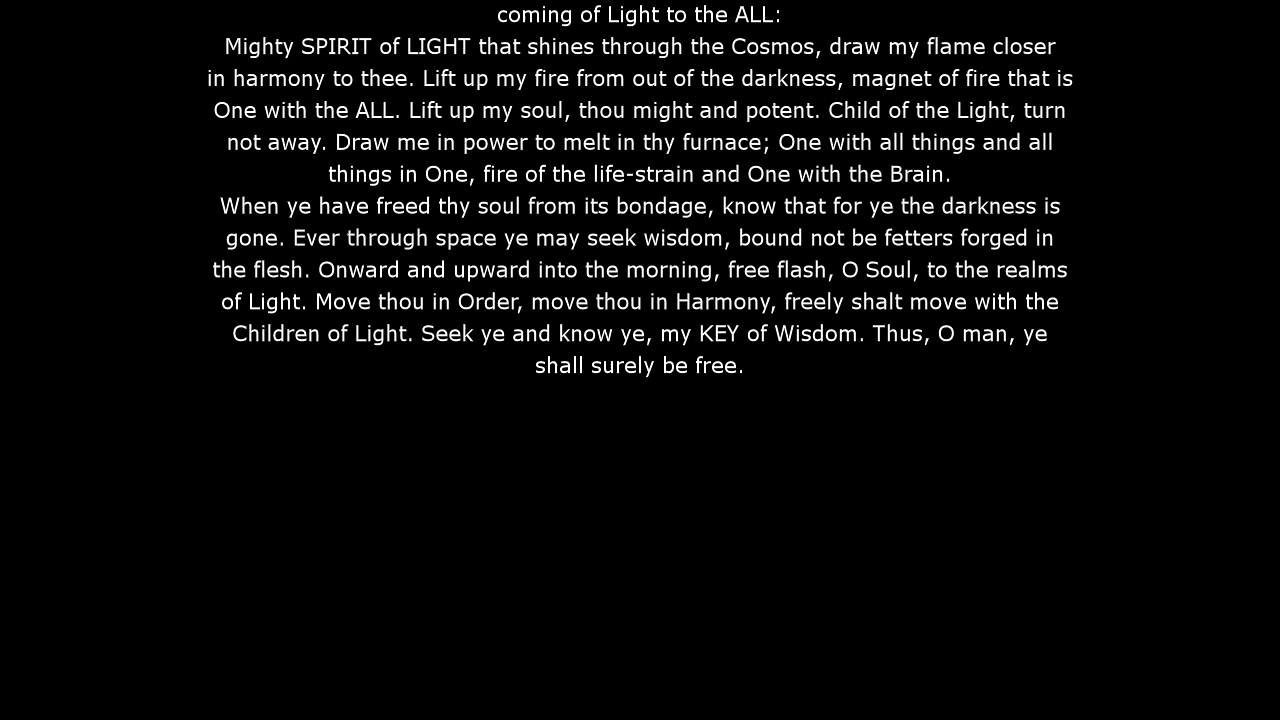 coming of Light to the ALL:
Mighty SPIRIT of LIGHT that shines through the Cosmos, draw my flame closer
in harmony to thee. Lift up my fire from out of the darkness, magnet of fire that is
One with the ALL. Lift up my soul, thou might and potent. Child of the Light, turn
not away. Draw me in power to melt in thy furnace; One with all things and all
things in One, fire of the life-strain and One with the Brain.
When ye have freed thy soul from its bondage, know that for ye the darkness is
gone. Ever through space ye may seek wisdom, bound not be fetters forged in
the flesh. Onward and upward into the morning, free flash, O Soul, to the realms
of Light. Move thou in Order, move thou in Harmony, freely shalt move with the
Children of Light. Seek ye and know ye, my KEY of Wisdom. Thus, O man, ye
shall surely be free.